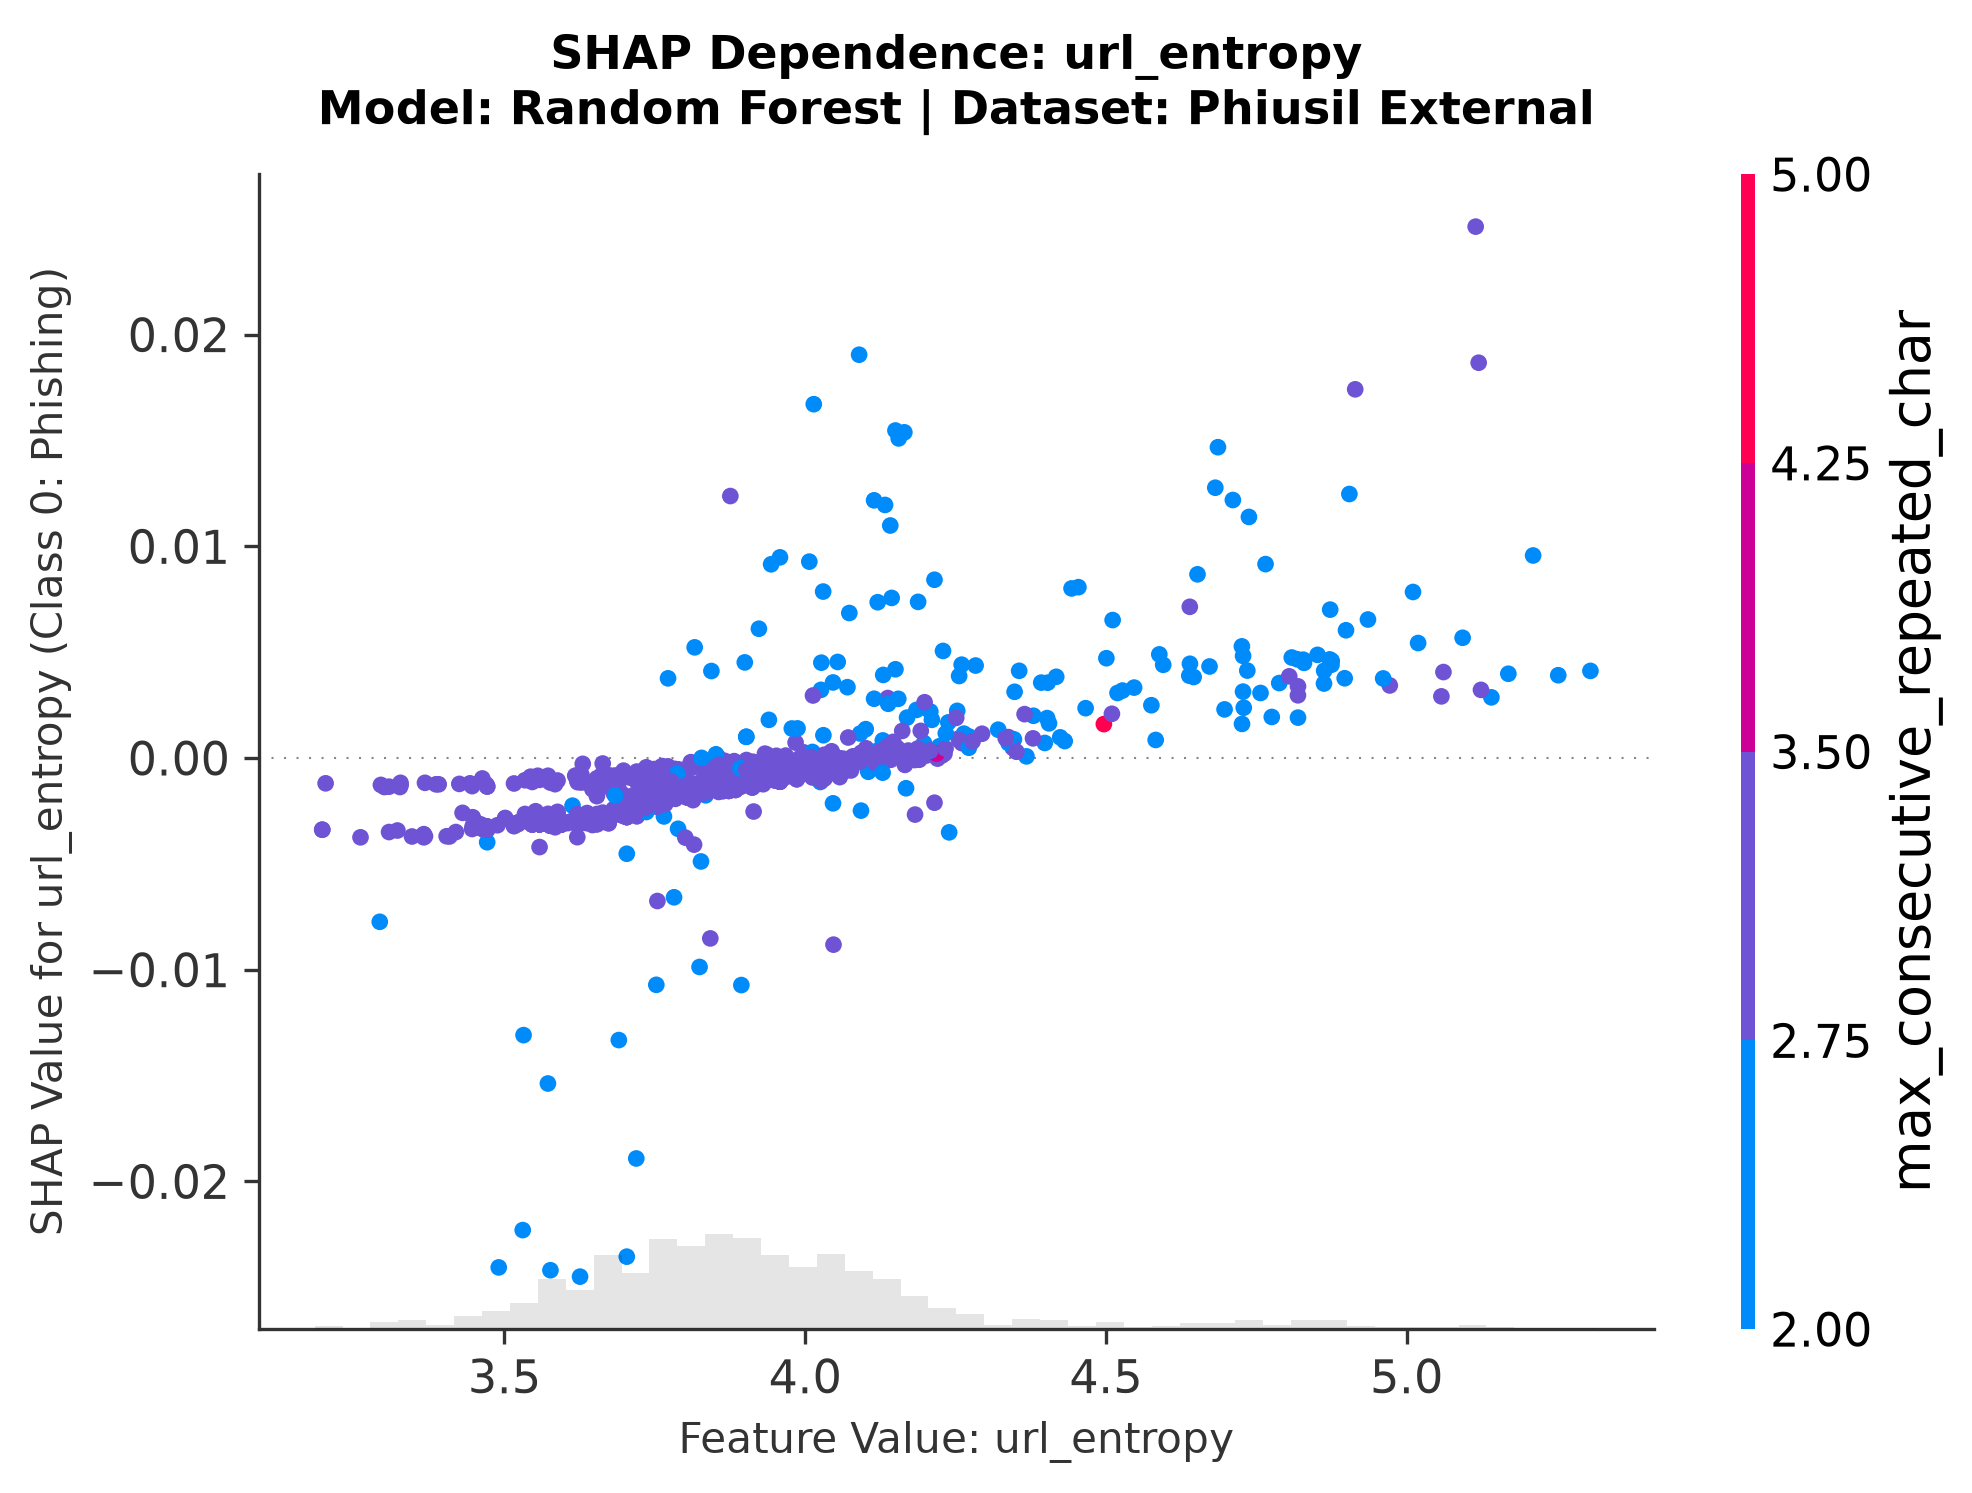 SHAP Dependence: url_entropy
Model: Random Forest | Dataset: Phiusil External
SHAP Value for url_entropy (Class 0: Phishing)
0.02
0.01
0.00
−0.01
−0.02
3.5
4.0
4.5
5.0
Feature Value: url_entropy
5.00
4.25
3.50
2.75
2.00
max_consecutive_repeated_char